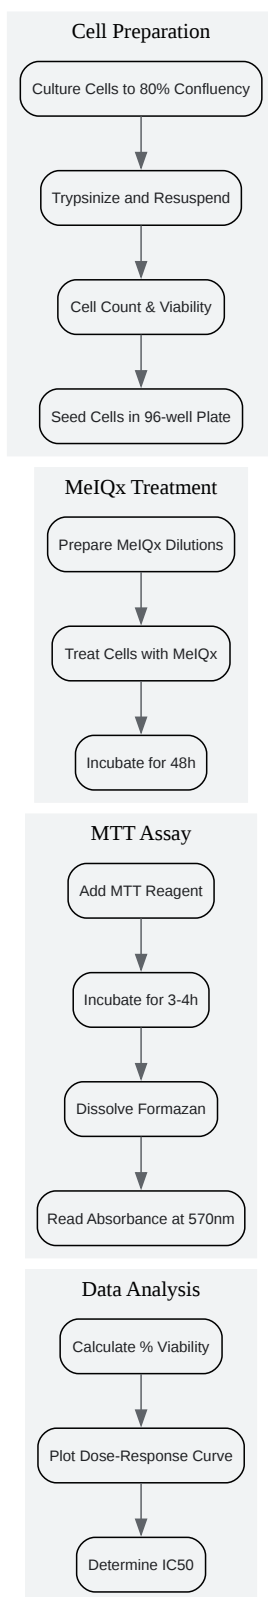 Cell Preparation
Culture Cells to 80% Confluency
Trypsinize and Resuspend
Cell Count & Viability
Seed Cells in 96-well Plate
MeIQx Treatment
Prepare MeIQx Dilutions
Treat Cells with MeIQx
Incubate for 48h
MTT Assay
Add MTT Reagent
Incubate for 3-4h
Dissolve Formazan
Read Absorbance at 570nm
Data Analysis
Calculate % Viability
Plot Dose-Response Curve
Determine IC50